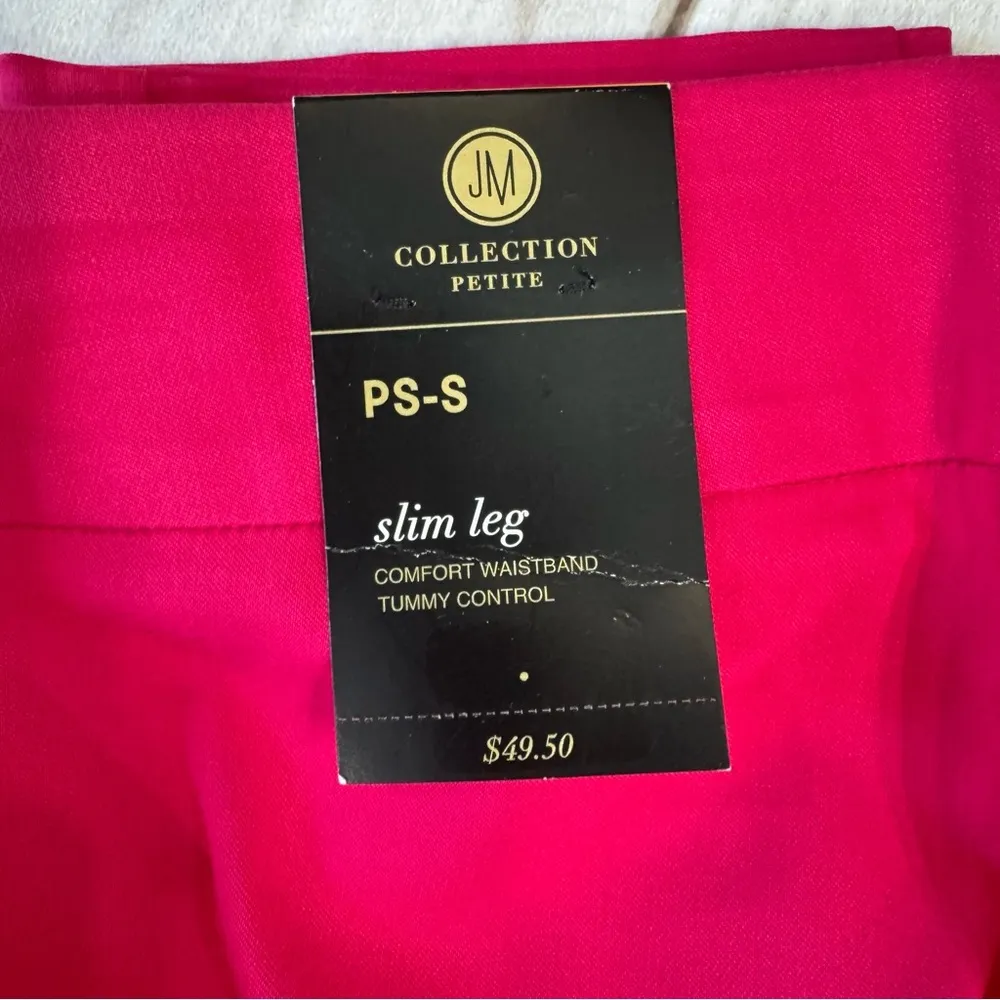 JM
COLLECTION
PETITE
PS-S
slim leg
COMFORT WAISTBAND
TUMMY CONTROL
$49.50